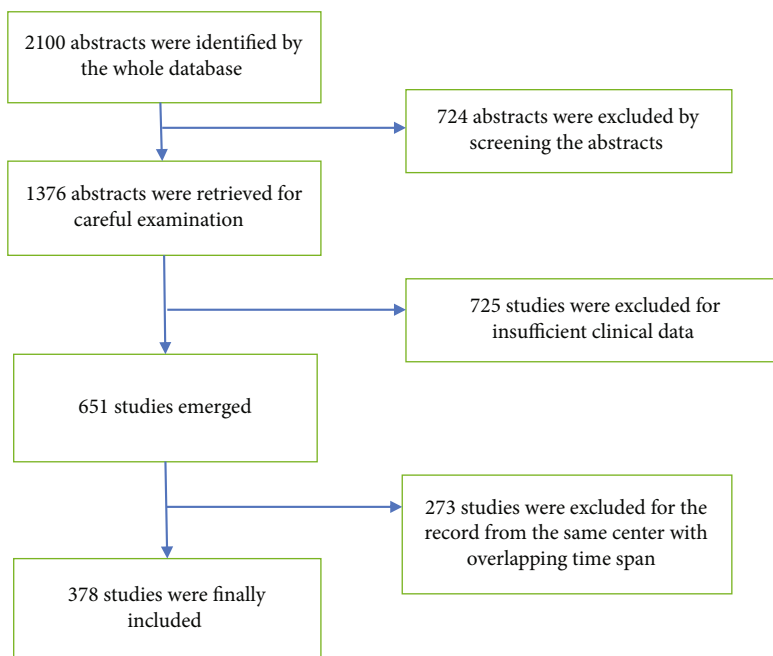 2100 abstracts were identified by
the whole database
724 abstracts were excluded by
screening the abstracts
1376 abstracts were retrieved for
careful examination
725 studies were excluded for
insufficient clinical data
651 studies emerged
273 studies were excluded for the
record from the same center with
overlapping time span
378 studies were finally
included